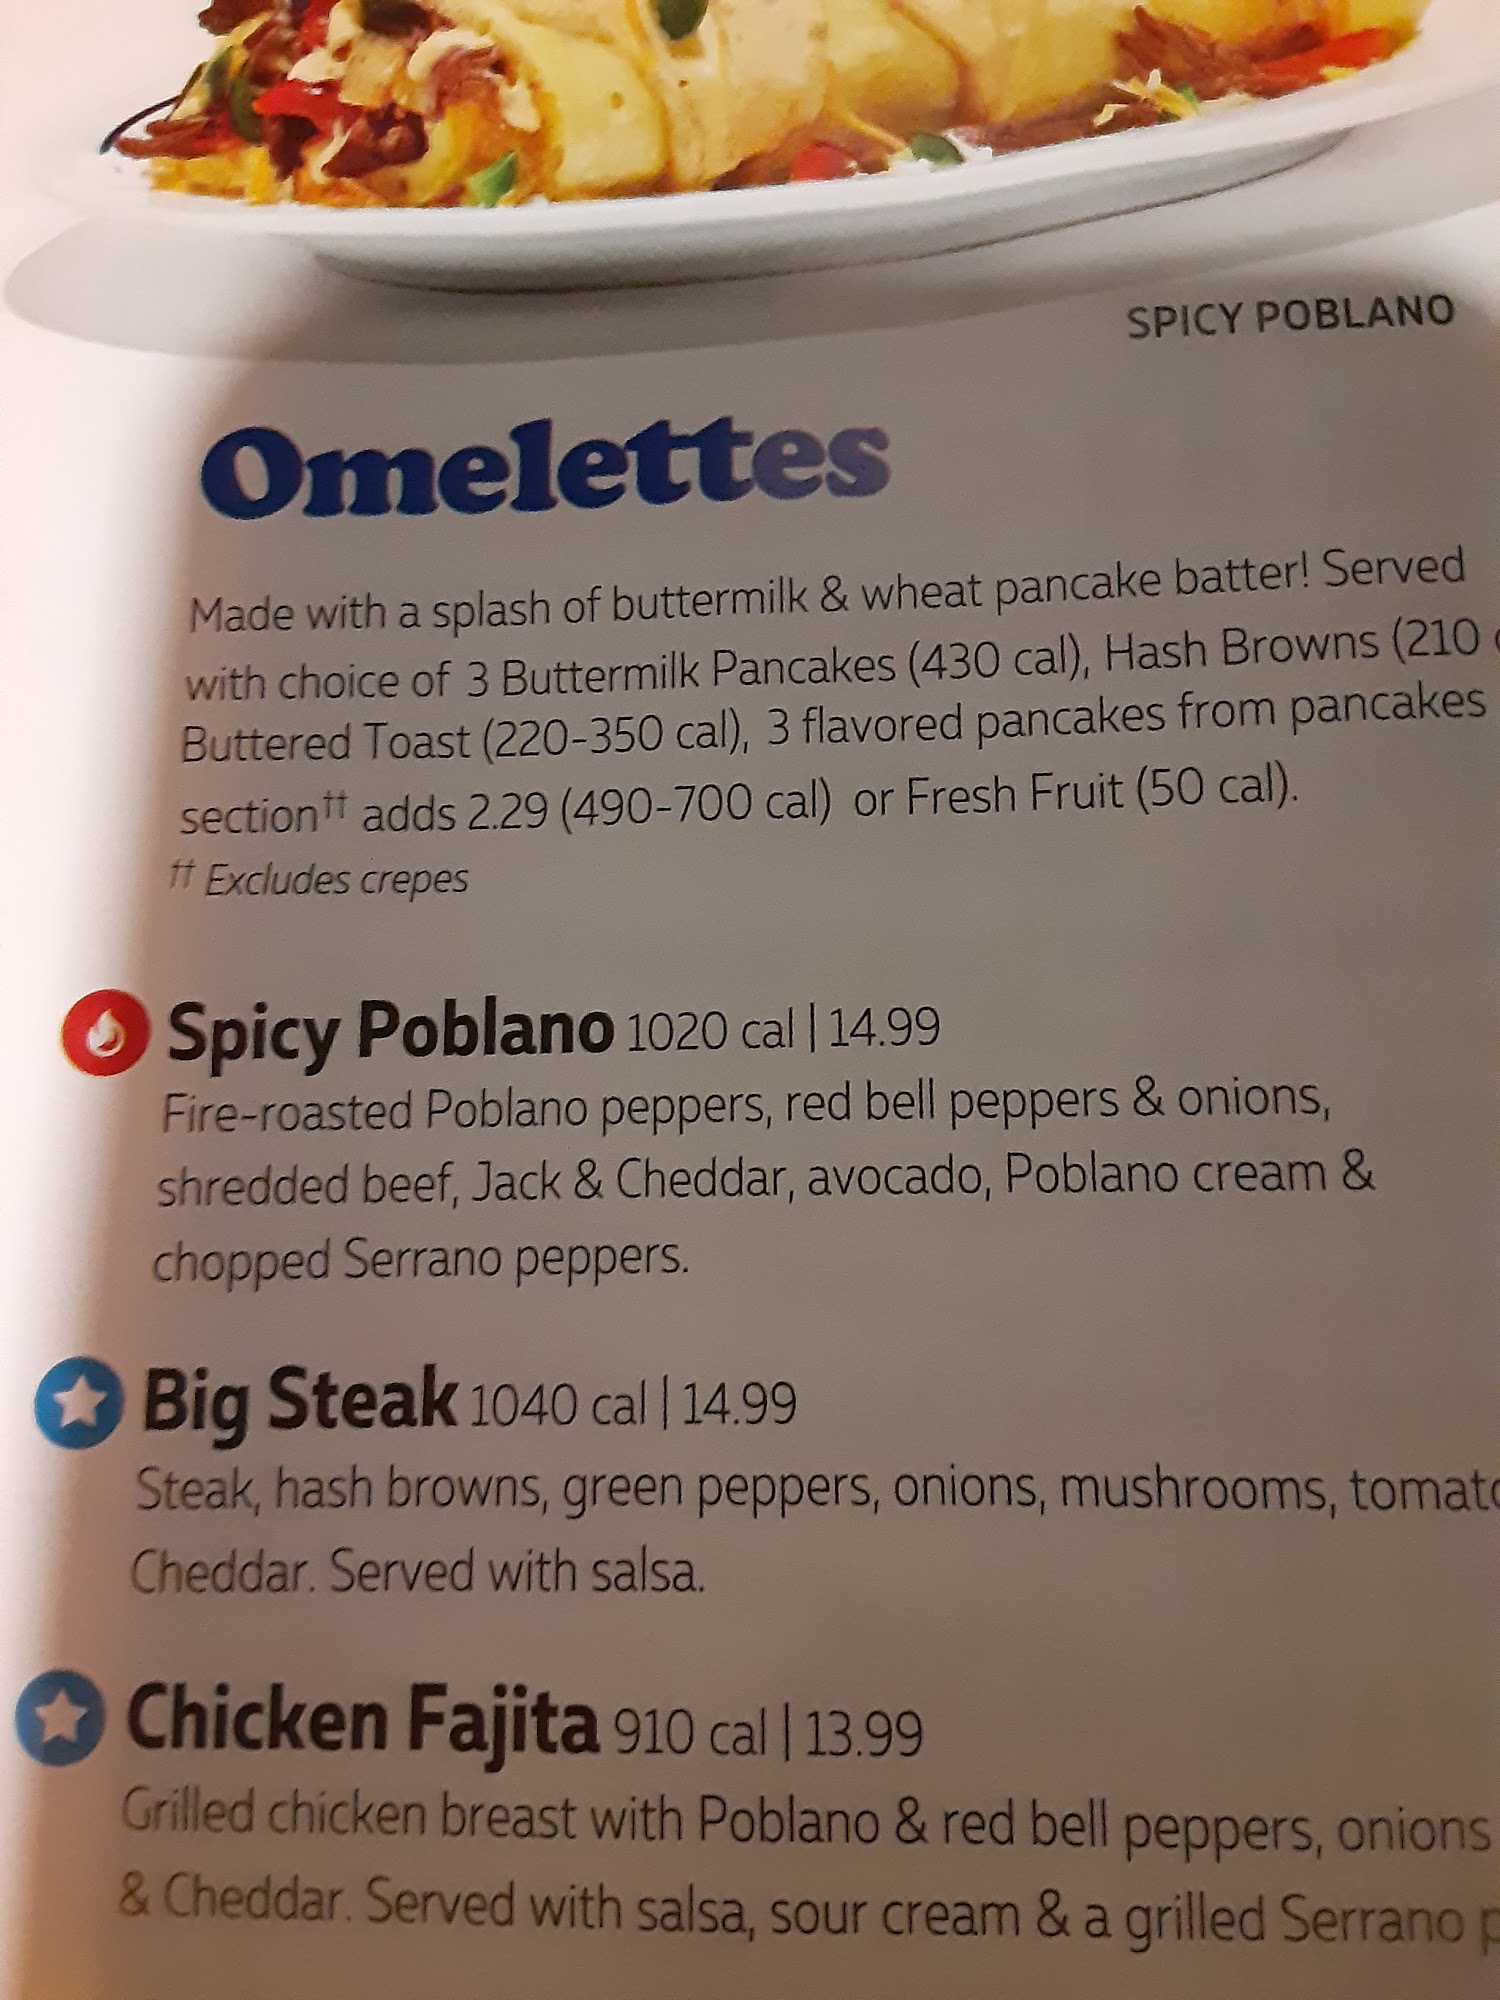 SPICY POBLANO
Omelettes
Made with a splash of buttermilk & wheat pancake batter! Served
with choice of 3 Buttermilk Pancakes (430 cal), Hash Browns (210
Buttered Toast (220-350 cal), 3 flavored pancakes from pancakes
section†† adds 2.29 (490-700 cal) or Fresh Fruit (50 cal).
†† Excludes crepes
Spicy Poblano 1020 cal | 14.99
Fire-roasted Poblano peppers, red bell peppers & onions,
shredded beef, Jack & Cheddar, avocado, Poblano cream &
chopped Serrano peppers.
Big Steak 1040 cal | 14.99
Steak, hash browns, green peppers, onions, mushrooms,
Cheddar. Served with salsa.
Chicken Fajita 910 cal | 13.99
Grilled chicken breast with Poblano & red bell peppers, onions
& Cheddar. Served with salsa, sour cream & a grilled Serrano